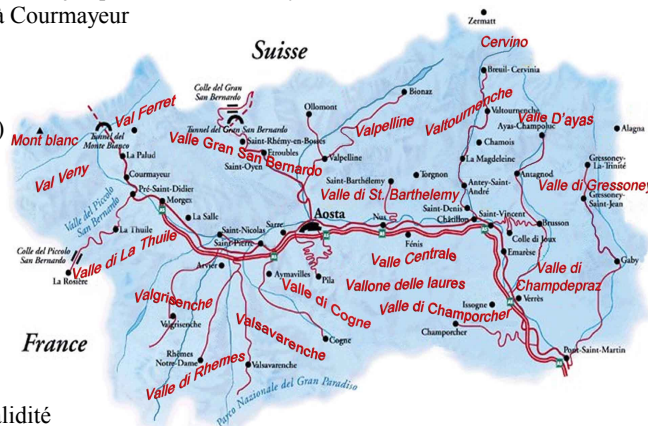 à Courmayeur
)
Zermatt
Suisse
Cervino
Breuil- Cervinia
Colle del Gran
San Bernardo
Bionaz
Ollomont
Val Ferret
Tunnel del Gran San Bernardo
Valtournenche
Valtournenche
Valle D'ayas
Ayas-Champoluc
Alagna
Mont blanc
Tunnel del
Monte Bianco
Valle Gran San Bernardo
Saint-Rhémy-en-Bosses
Etroubles
Saint-Oyen
Valpelline
Valpelline
Chamois
La Magdeleine
La Palud
Val Veny
Courmayeur
Saint-Barthélemy
Torgnon
Antagnod
Gressoney-
La-Trinité
Valle di St. Barthelemy
Antey-Saint-
André
Valle di Gressoney
Gressoney-
Saint-Jean
Pré-Saint-Didier
Morgex
Valle del Piccolo
San Bernardo
La Salle
Aosta
Saint-Denis
Châtillon
Saint-Vincent
Brusson
La Thuile
Saint-Nicolas
Sarre
Nus
Saint-Pierre
Fénis
Colle di Joux
Colle del Piccolo
San Bernardo
Valle di La Thuile
Arvier
Aymavilles
Pila
Valle Centrale
Emarèse
Gaby
La Rosière
Valle di
Champdepraz
Valgrisenche
Valgrisenche
Valle di Cogne
Vallone delle laures
Valle di Champorcher
Issogne
Verrès
Champorcher
Valsavarenche
Cogne
France
Rhêmes
Notre-Dame
Valle di Rhemes
Valsavarenche
Pont-Saint-Martin
Parco Nazionale del Gran Paradiso
alidité